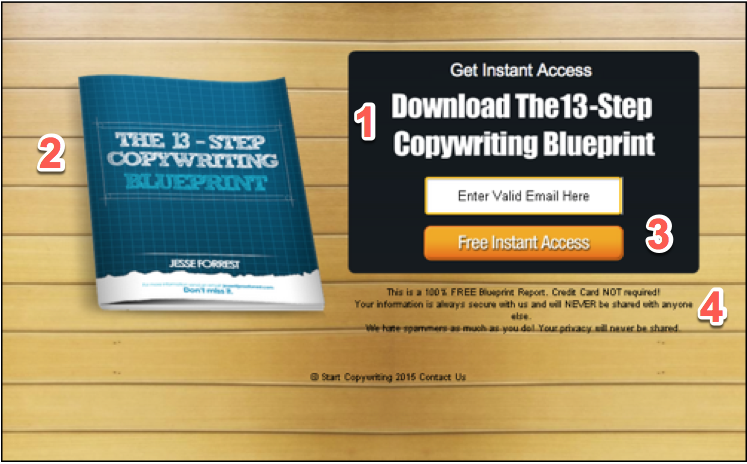 Get Instant Access
1
Download The 13-Step
Copywriting Blueprint
2
THE 13 - STEP
COPYWRITING
BLUEPRINT
Enter Valid Email Here
3
Free Instant Access
JESSE FORREST
Don't miss it.
This is a 100% FREE Blueprint Report. Credit Card NOT required!
Your information is always secure with us and will NEVER be shared with anyone
else.
4
We hate spammers as much as you do! Your privacy will never be shared.
@ Start Copywriting 2015 Contact Us